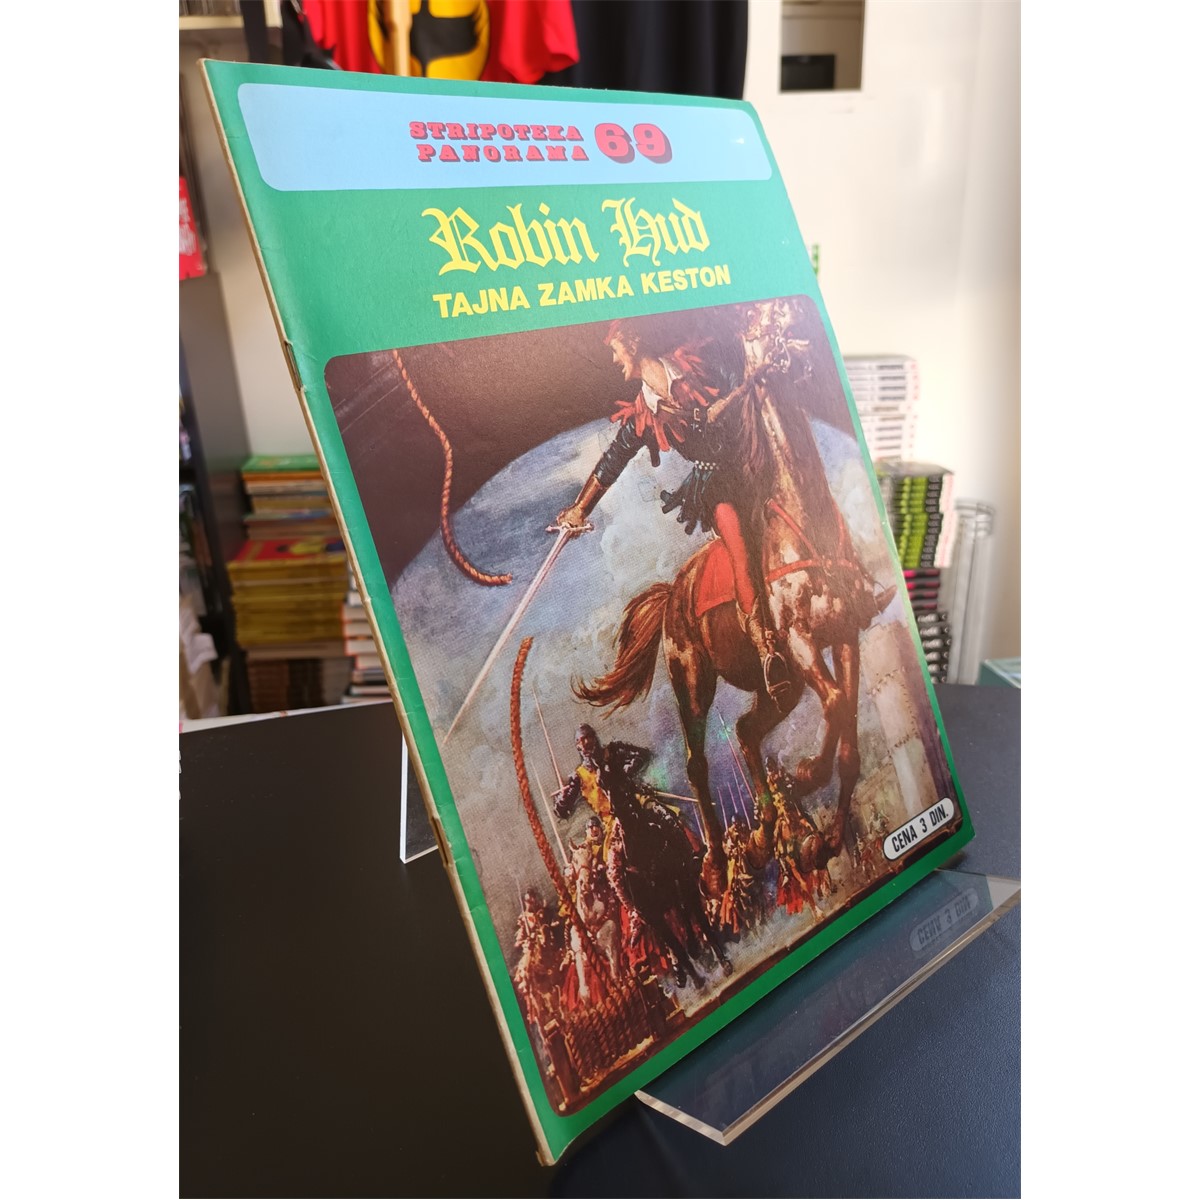 STRIPOTEKA
PANORAMA 69
Robin Hud
TAJNA ZAMKA KESTON
CENA 3 DIN.